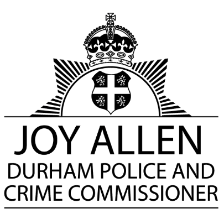 JOY ALLEN
DURHAM POLICE AND
CRIME COMMISSIONER